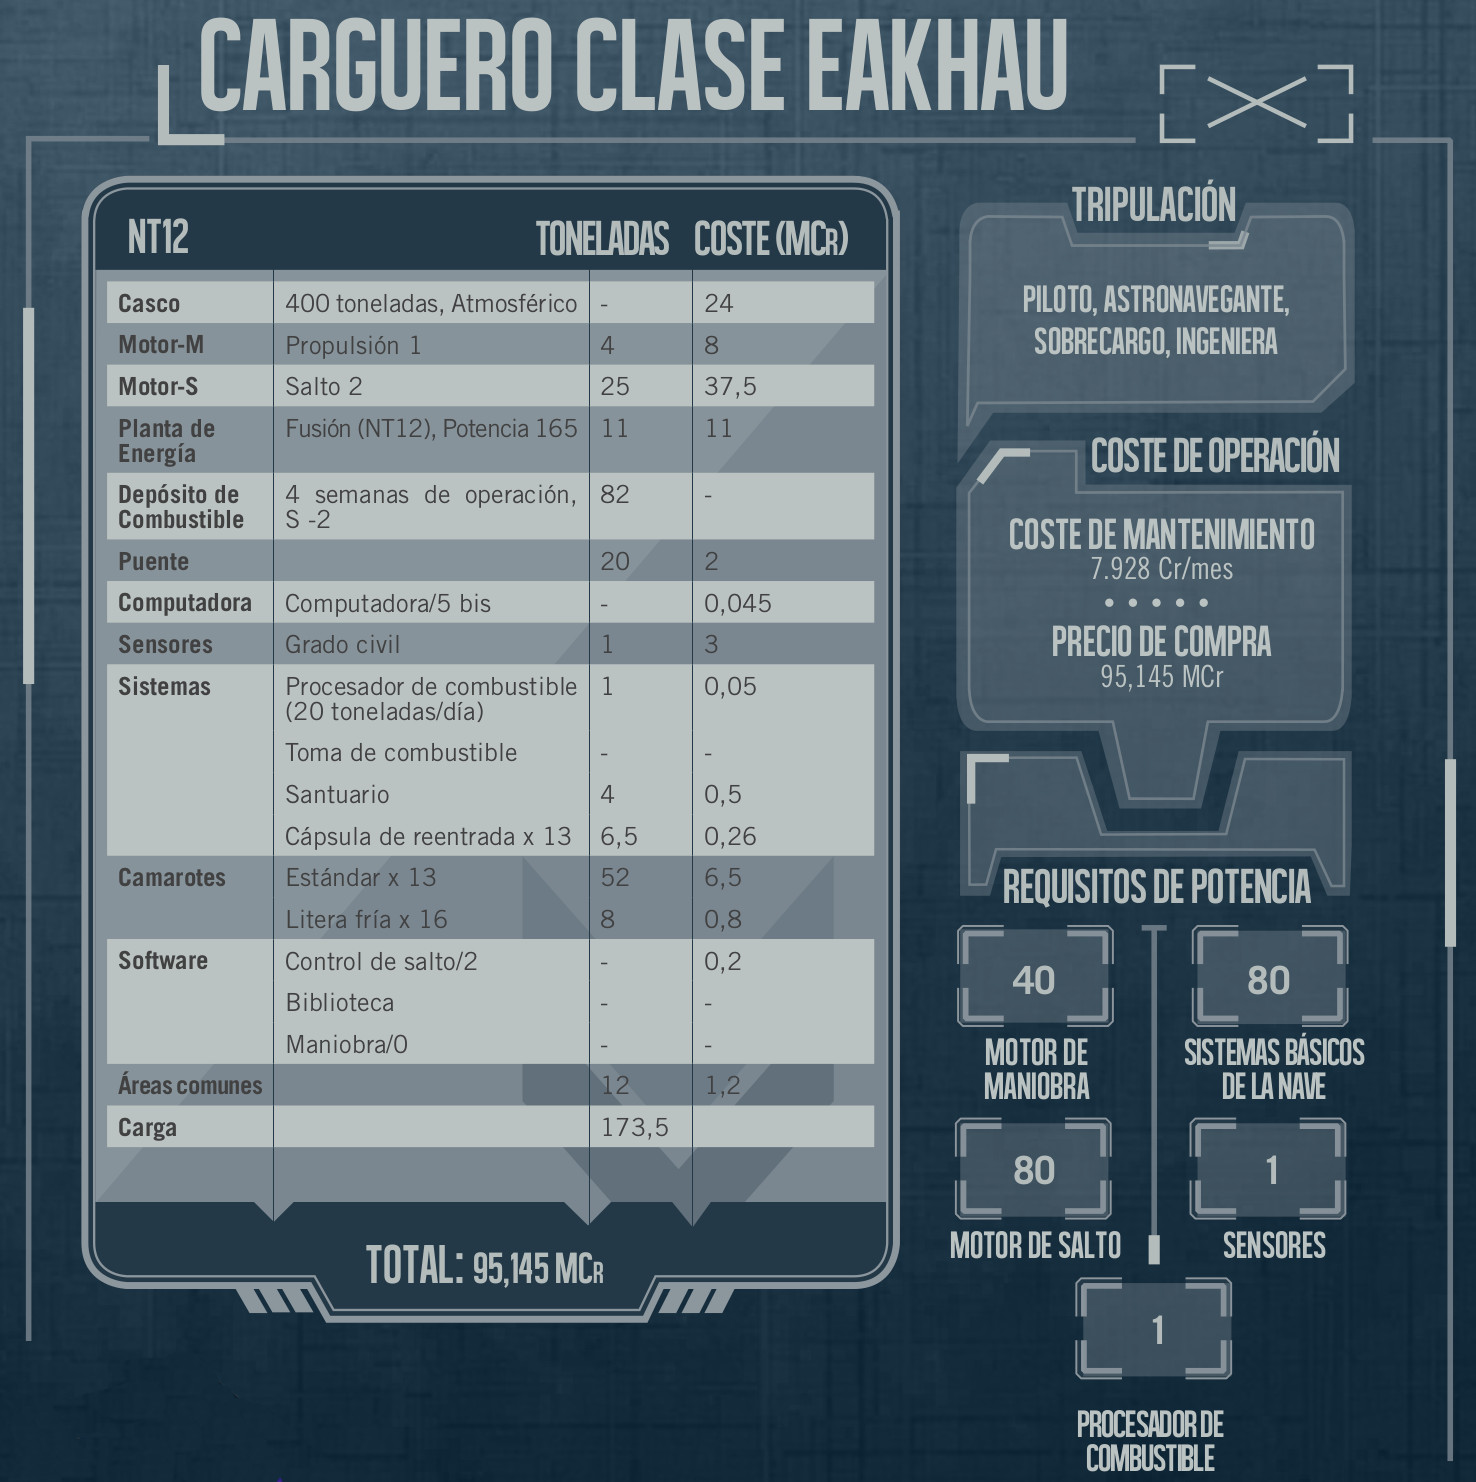 CARGUERO CLASE EAKHAU
NT12 TONELADAS COSTE (MCR)
Casco 400 toneladas, Atmosférico - 24
Motor-M Propulsión 1 4 8
Motor-S Salto 2 25 37,5
Planta de Fusión (NT12), Potencia 165 11 11
Energía
Depósito de 4 semanas de operación, 82 -
Combustible S -2
Puente 20 2
Computadora Computadora/5 bis - 0,045
Sensores Grado civil 1 3
Sistemas Procesador de combustible 1 0,05
(20 toneladas/día)
Toma de combustible - -
Santuario 4 0,5
Cápsula de reentrada x 13 6,5 0,26
Camarotes Estándar x 13 52 6,5
Litera fría x 16 8 0,8
Software Control de salto/2 - 0,2
Biblioteca - -
Maniobra/0 - -
Áreas comunes 12 1,2
Carga 173,5
TOTAL: 95,145 MCR
TRIPULACIÓN
PILOTO, ASTRONAVEGANTE,
SOBRECARGO, INGENIERA
COSTE DE OPERACIÓN
COSTE DE MANTENIMIENTO
7.928 Cr/mes
PRECIO DE COMPRA
95,145 MCr
REQUISITOS DE POTENCIA
40
MOTOR DE
MANIOBRA
80
SISTEMAS BÁSICOS
DE LA NAVE
80
MOTOR DE SALTO
1
SENSORES
1
PROCESADOR DE
COMBUSTIBLE